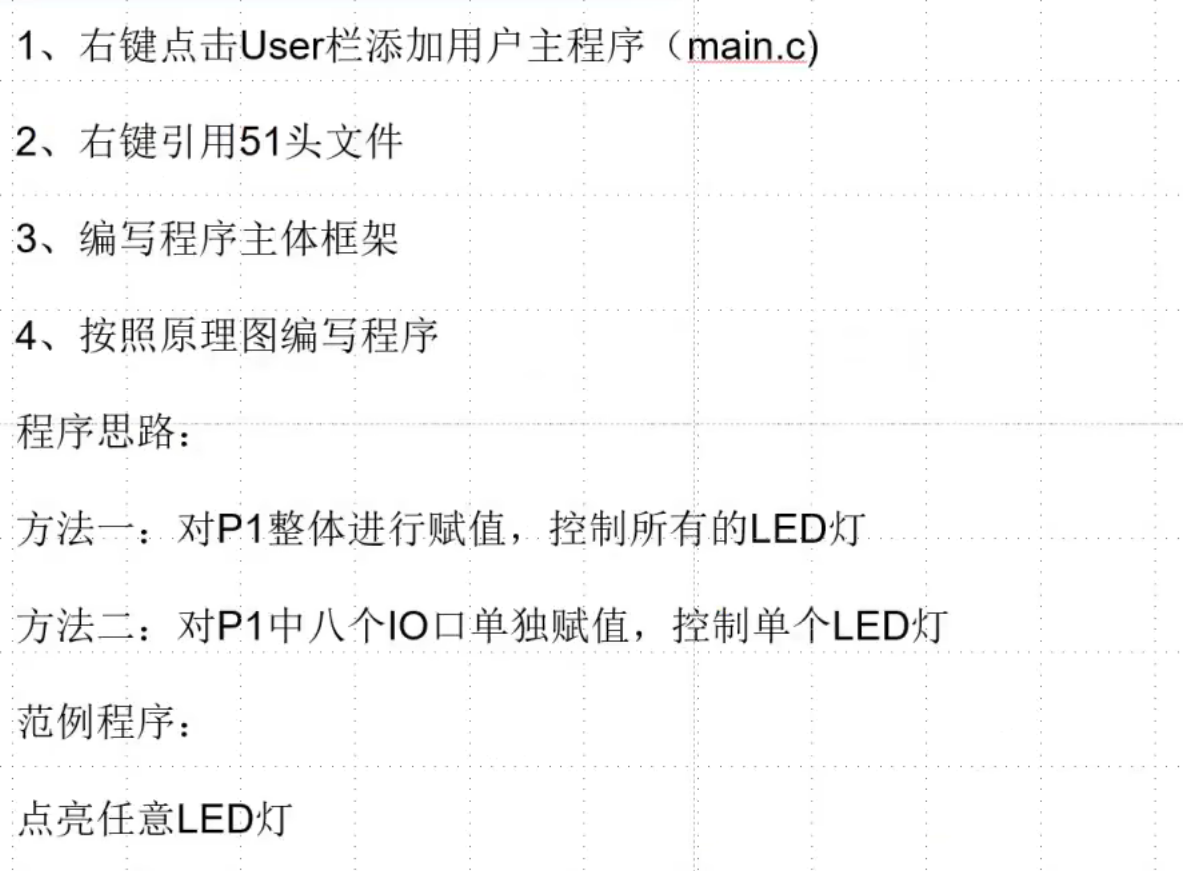 1、右键点击User栏添加用户主程序（main.c)
2、右键引用51头文件
3、编写程序主体框架
4、按照原理图编写程序
程序思路：
方法一：对P1整体进行赋值，控制所有的LED灯
方法二：对P1中八个IO口单独赋值，控制单个LED灯
范例程序：
点亮任意LED灯